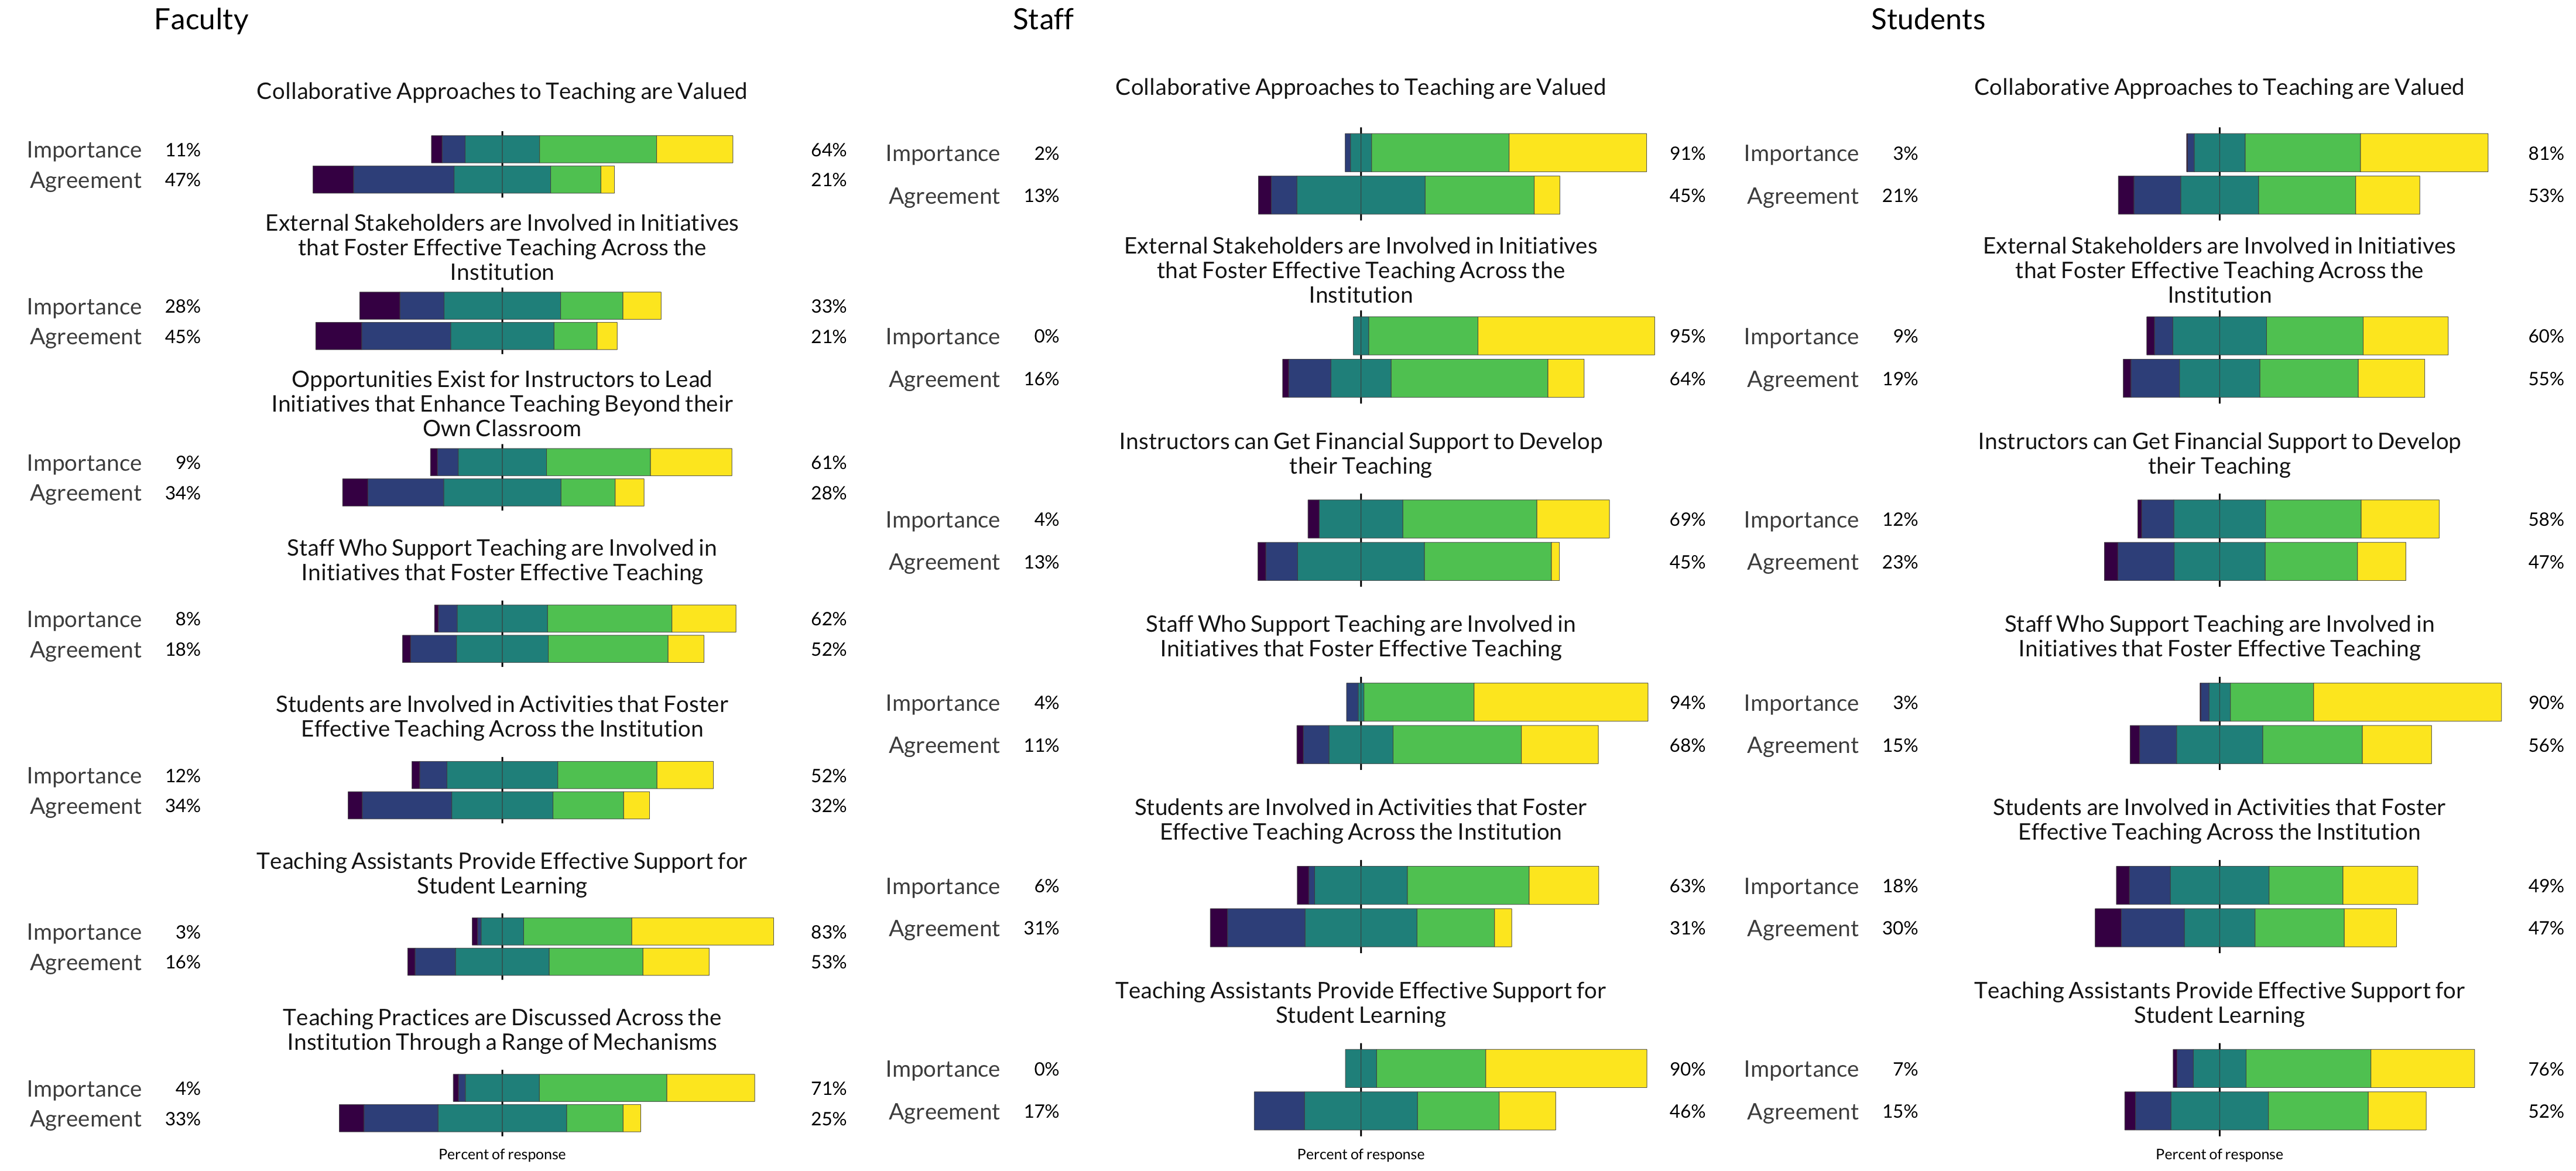 Faculty
Collaborative Approaches to Teaching are Valued
Importance 11% 64%
Agreement 47% 21%
External Stakeholders are Involved in Initiatives
that Foster Effective Teaching Across the
Institution
Importance 28% 33%
Agreement 45% 21%
Opportunities Exist for Instructors to Lead
Initiatives that Enhance Teaching Beyond their
Own Classroom
Importance 9% 61%
Agreement 34% 28%
Staff Who Support Teaching are Involved in
Initiatives that Foster Effective Teaching
Importance 8% 62%
Agreement 18% 52%
Students are Involved in Activities that Foster
Effective Teaching Across the Institution
Importance 12% 52%
Agreement 34% 32%
Teaching Assistants Provide Effective Support for
Student Learning
Importance 3% 83%
Agreement 16% 53%
Teaching Practices are Discussed Across the
Institution Through a Range of Mechanisms
Importance 4% 71%
Agreement 33% 25%
Percent of response
Staff
Collaborative Approaches to Teaching are Valued
Importance 2% 91%
Agreement 13% 45%
External Stakeholders are Involved in Initiatives
that Foster Effective Teaching Across the
Institution
Importance 0% 95%
Agreement 16% 64%
Instructors can Get Financial Support to Develop
their Teaching
Importance 4% 69%
Agreement 13% 45%
Staff Who Support Teaching are Involved in
Initiatives that Foster Effective Teaching
Importance 4% 94%
Agreement 11% 68%
Students are Involved in Activities that Foster
Effective Teaching Across the Institution
Importance 6% 63%
Agreement 31% 31%
Teaching Assistants Provide Effective Support for
Student Learning
Importance 0% 90%
Agreement 17% 46%
Percent of response
Students
Collaborative Approaches to Teaching are Valued
Importance 3% 81%
Agreement 21% 53%
External Stakeholders are Involved in Initiatives
that Foster Effective Teaching Across the
Institution
Importance 9% 60%
Agreement 19% 55%
Instructors can Get Financial Support to Develop
their Teaching
Importance 12% 58%
Agreement 23% 47%
Staff Who Support Teaching are Involved in
Initiatives that Foster Effective Teaching
Importance 3% 90%
Agreement 15% 56%
Students are Involved in Activities that Foster
Effective Teaching Across the Institution
Importance 18% 49%
Agreement 30% 47%
Teaching Assistants Provide Effective Support for
Student Learning
Importance 7% 76%
Agreement 15% 52%
Percent of response